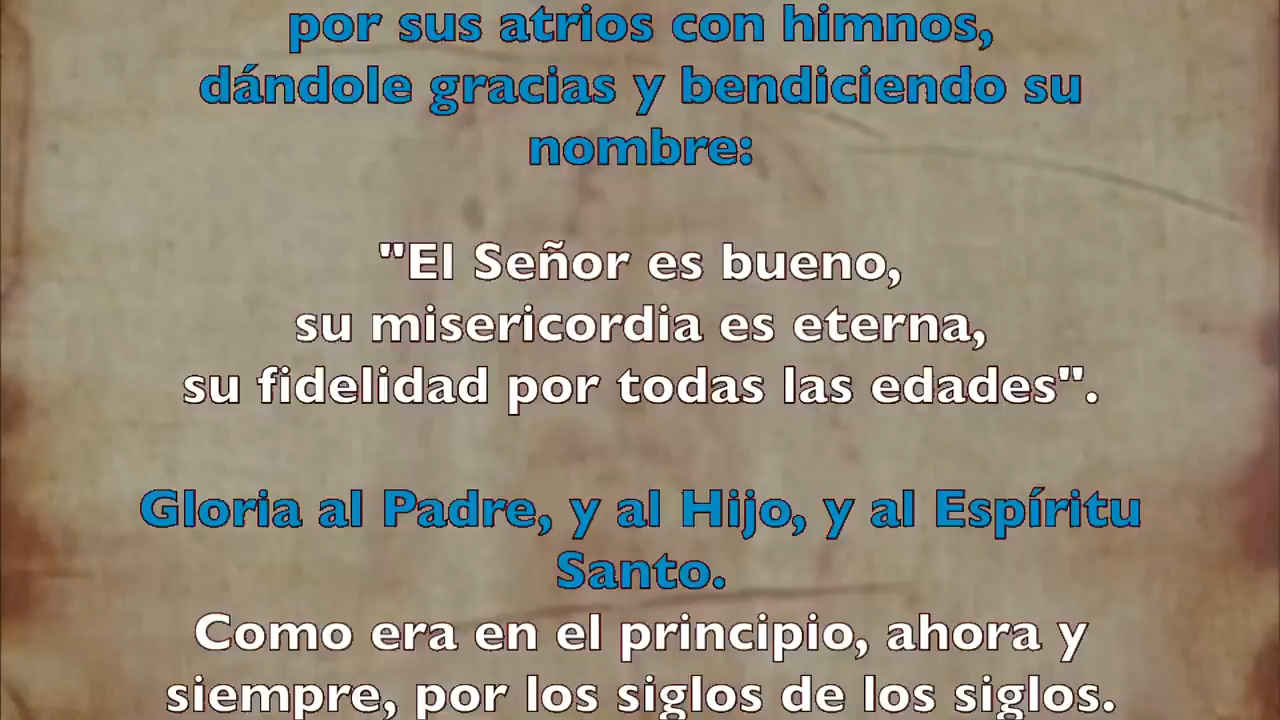 por sus atrios con himnos,
dándole gracias y bendiciendo su
nombre:
"El Señor es bueno,
su misericordia es eterna,
su fidelidad por todas las edades".
Gloria al Padre, y al Hijo, y al Espíritu
Santo.
Como era en el principio, ahora y
siempre, por los siglos de los siglos.